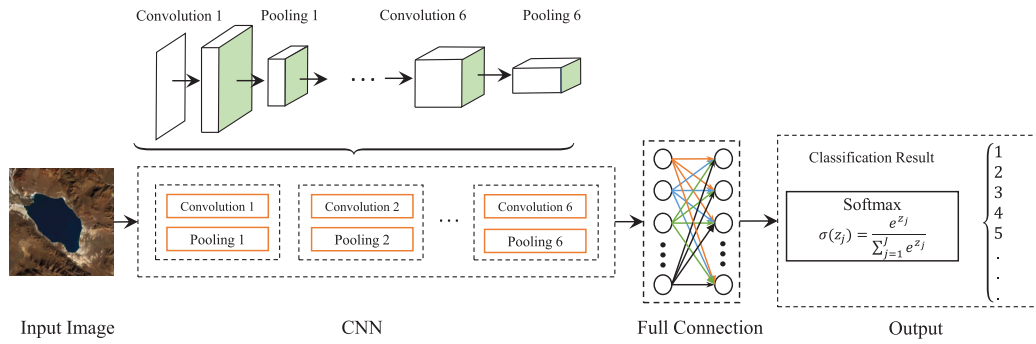 Convolution 1
Pooling 1
Convolution 6
Pooling 6
. . .
Convolution 1
Pooling 1
Convolution 2
Pooling 2
...
Convolution 6
Pooling 6
Classification Result
Softmax
σ(z_j) = e^{z_j} / ∑_{j=1}^{J} e^{z_j}
1
2
3
4
5
.
.
.
Input Image
CNN
Full Connection
Output